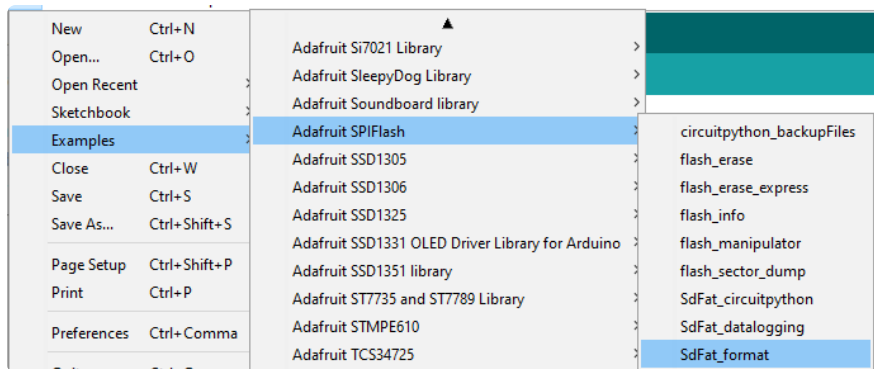 New Ctrl+N
Open... Ctrl+O
Open Recent
Sketchbook
Examples
Close Ctrl+W
Save Ctrl+S
Save As... Ctrl+Shift+S
Page Setup Ctrl+Shift+P
Print Ctrl+P
Preferences Ctrl+Comma
Adafruit Si7021 Library
Adafruit SleepyDog Library
Adafruit Soundboard library
Adafruit SPIFlash
Adafruit SSD1305
Adafruit SSD1306
Adafruit SSD1325
Adafruit SSD1331 OLED Driver Library for Arduino
Adafruit SSD1351 library
Adafruit ST7735 and ST7789 Library
Adafruit STMPE610
Adafruit TCS34725
circuitpython_backupFiles
flash_erase
flash_erase_express
flash_info
flash_manipulator
flash_sector_dump
SdFat_circuitpython
SdFat_datalogging
SdFat_format